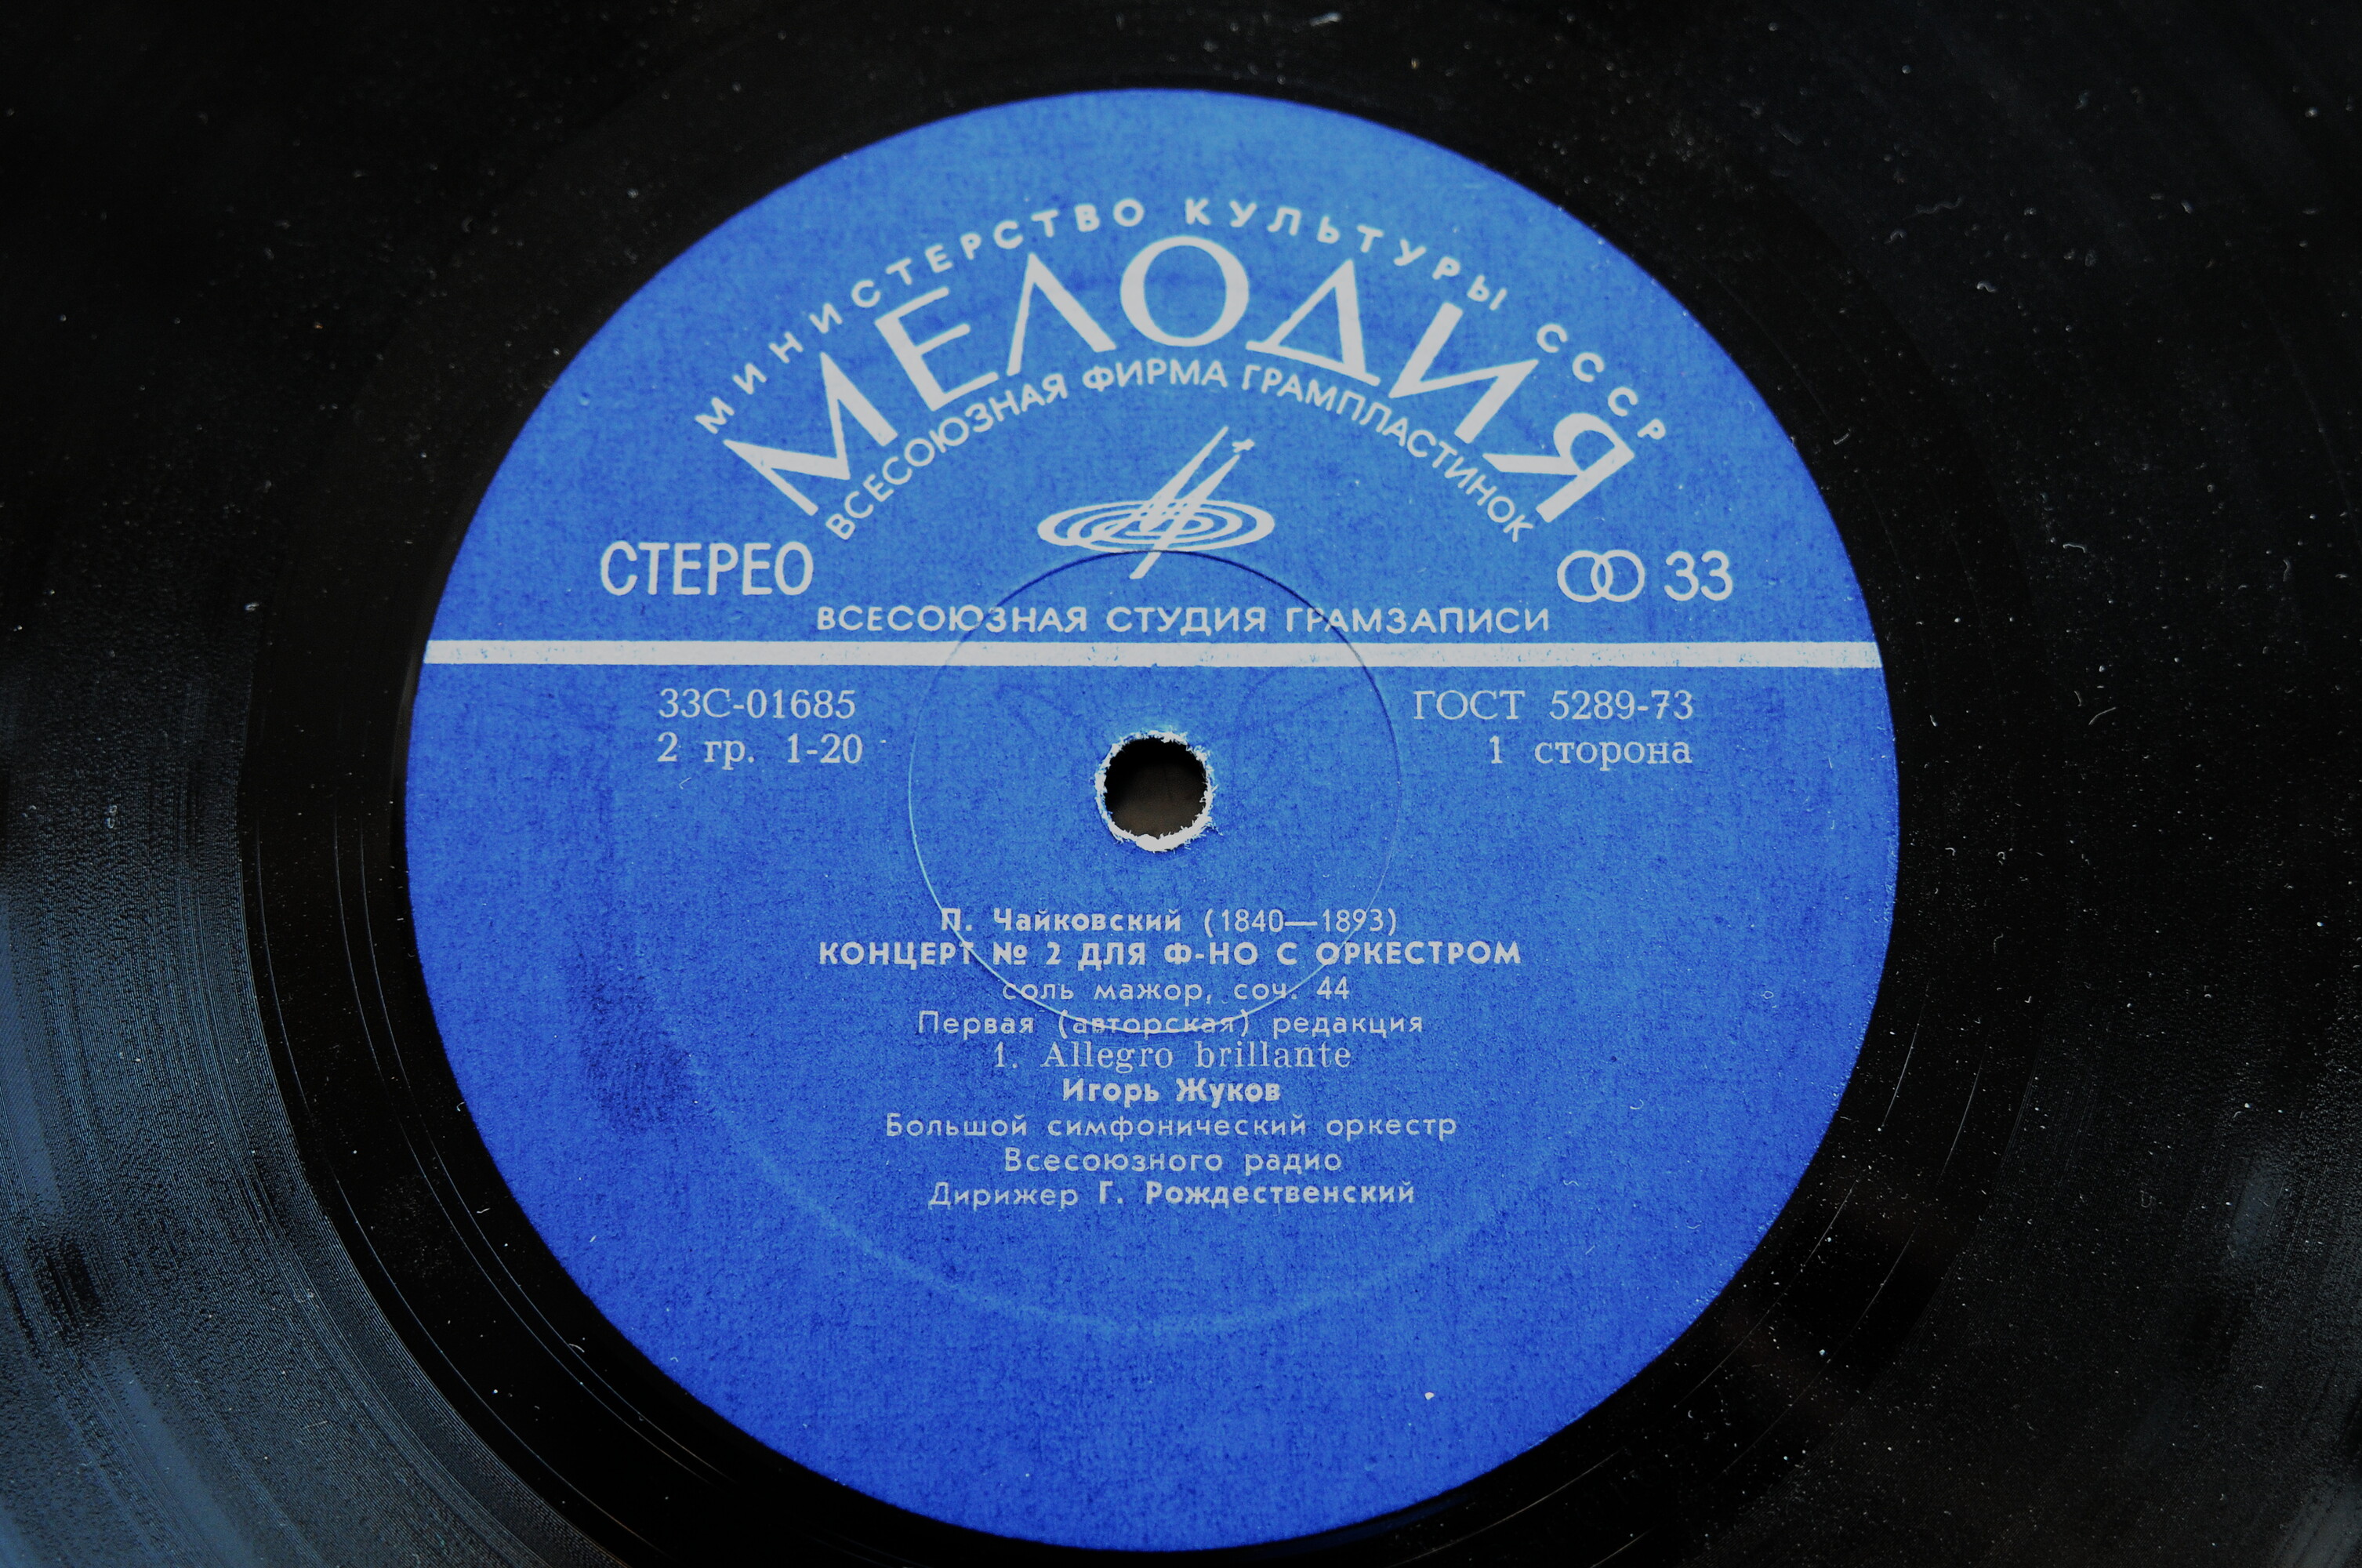 МИНИСТЕРСТВО КУЛЬТУРЫ СССР
МЕЛОДИЯ
ВСЕСОЮЗНАЯ ФИРМА ГРАМПЛАСТИНОК
СТЕРЕО
33
ВСЕСОЮЗНАЯ СТУДИЯ ГРАМЗАПИСИ
33С-01685
ГОСТ 5289-73
2 гр. 1-20
1 сторона
П. Чайковский (1840—1893)
КОНЦЕРТ № 2 ДЛЯ Ф-НО С ОРКЕСТРОМ
соль мажор, соч. 44
Первая (авторская) редакция
1. Allegro brillante
Игорь Жуков
Большой симфонический оркестр
Всесоюзного радио
Дирижер Г. Рождественский